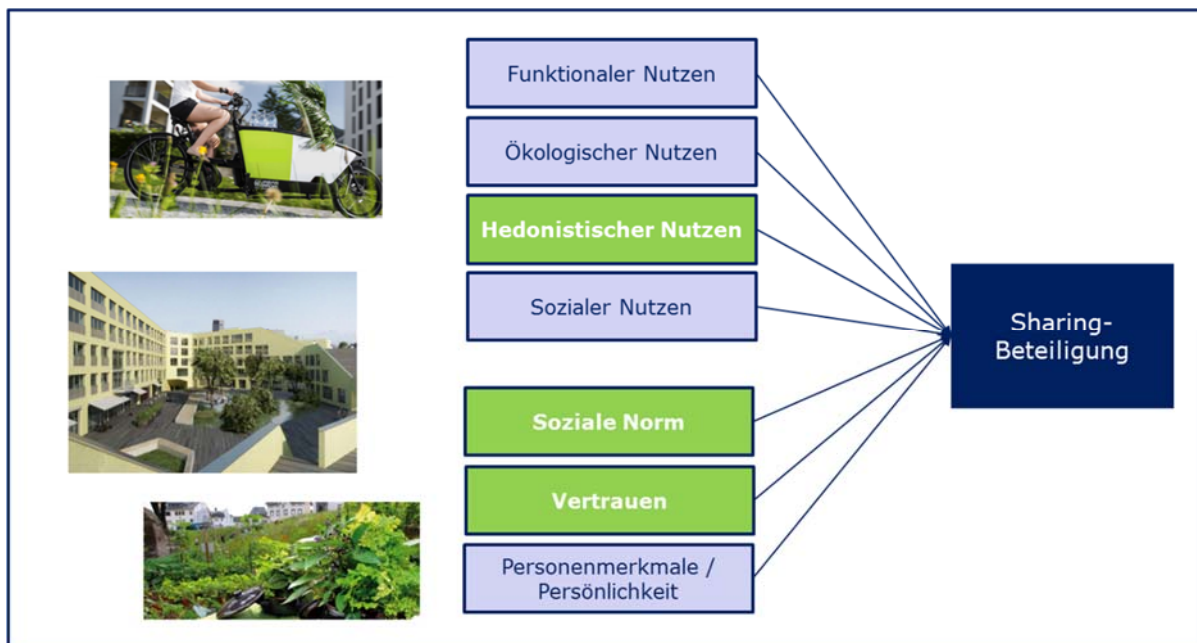 Funktionaler Nutzen
Ökologischer Nutzen
Hedonistischer Nutzen
Sozialer Nutzen
Soziale Norm
Vertrauen
Personenmerkmale /
Persönlichkeit
Sharing-
Beteiligung